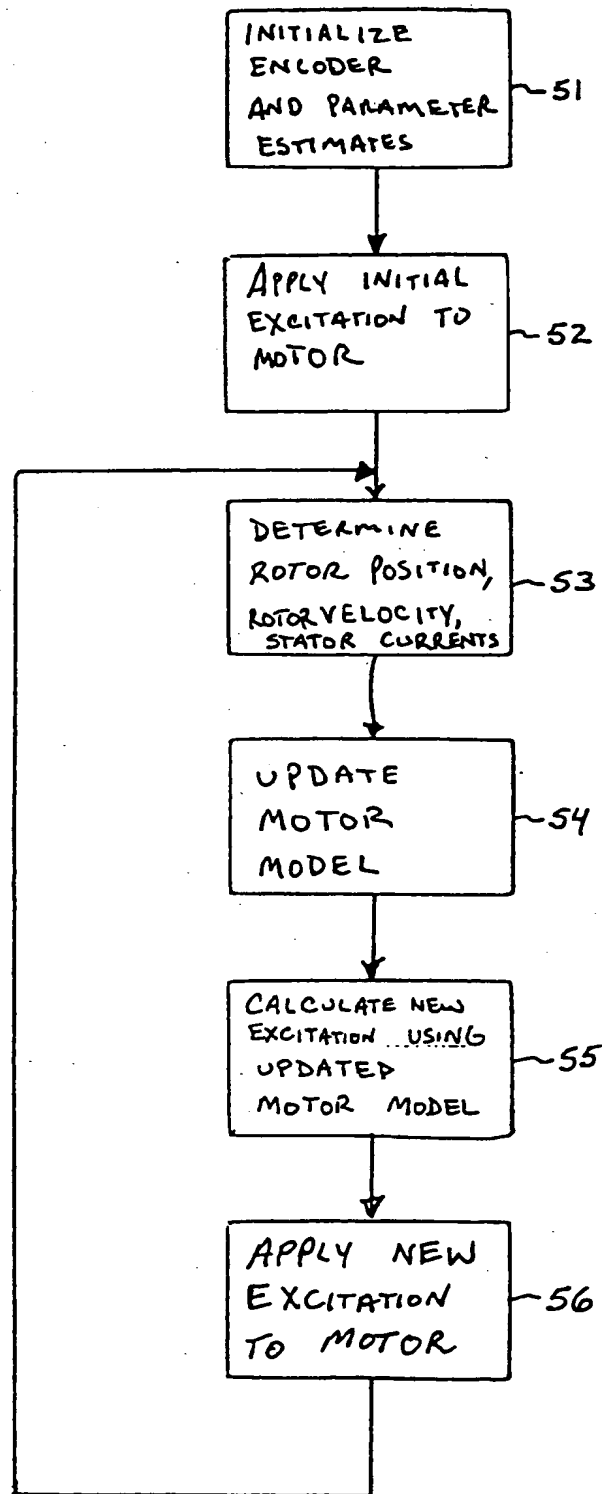 INITIALIZE
ENCODER
AND PARAMETER
ESTIMATES
51
APPLY INITIAL
EXCITATION TO
MOTOR
52
DETERMINE
ROTOR POSITION,
ROTOR VELOCITY,
STATOR CURRENTS
53
UPDATE
MOTOR
MODEL
54
CALCULATE NEW
EXCITATION USING
UPDATED
MOTOR MODEL
55
APPLY NEW
EXCITATION
TO MOTOR
56